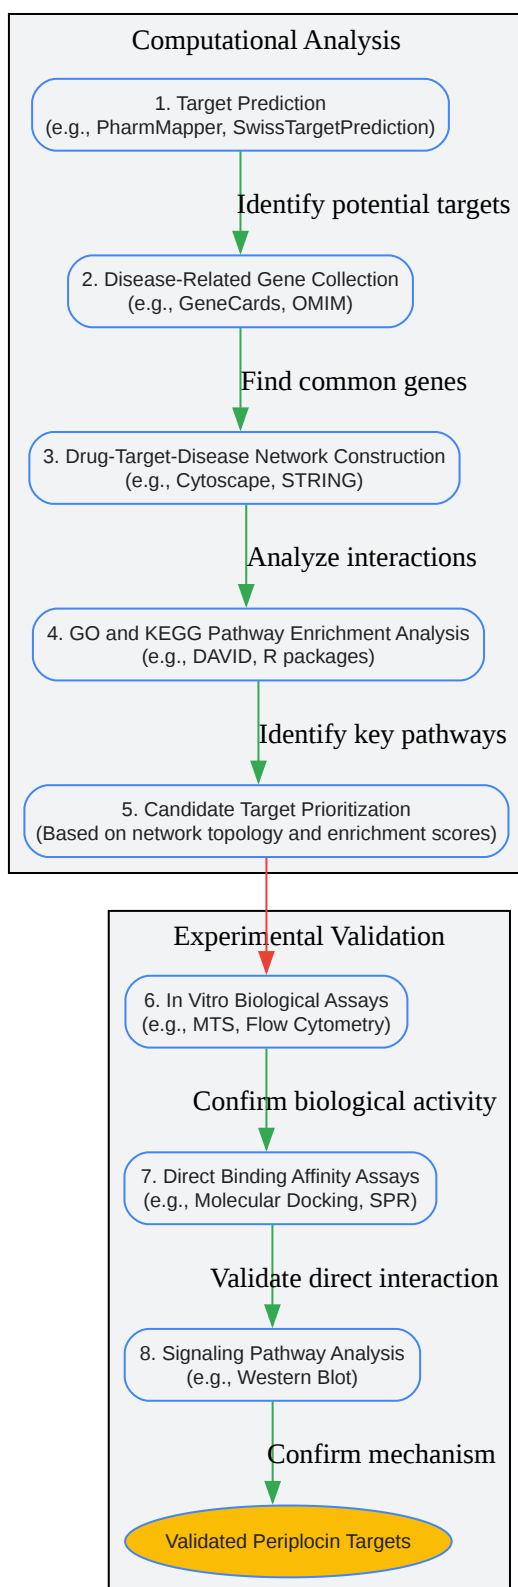 Computational Analysis
1. Target Prediction
(e.g., PharmMapper, SwissTargetPrediction)
Identify potential targets
2. Disease-Related Gene Collection
(e.g., GeneCards, OMIM)
Find common genes
3. Drug-Target-Disease Network Construction
(e.g., Cytoscape, STRING)
Analyze interactions
4. GO and KEGG Pathway Enrichment Analysis
(e.g., DAVID, R packages)
Identify key pathways
5. Candidate Target Prioritization
(Based on network topology and enrichment scores)
Experimental Validation
6. In Vitro Biological Assays
(e.g., MTS, Flow Cytometry)
Confirm biological activity
7. Direct Binding Affinity Assays
(e.g., Molecular Docking, SPR)
Validate direct interaction
8. Signaling Pathway Analysis
(e.g., Western Blot)
Confirm mechanism
Validated Periplocin Targets